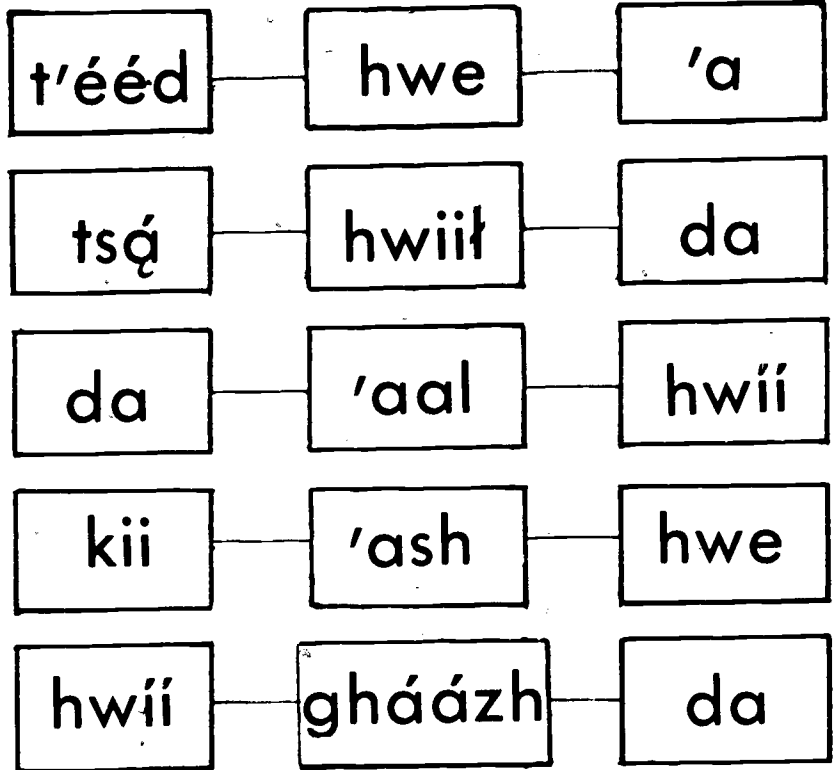 t'ééd hwe 'a
tsą́ hwiił da
da 'aal hwíí
kii 'ash hwe
hwíí gháázh da